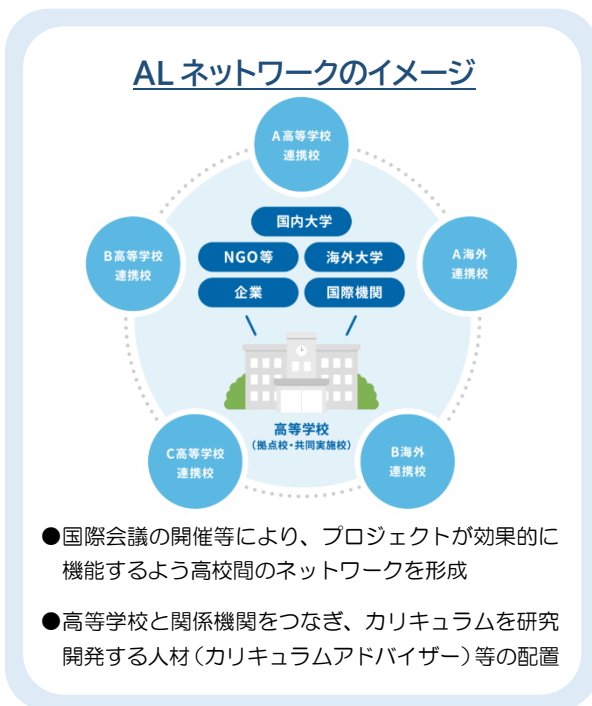 ALネットワークのイメージ
A高等学校
連携校
B高等学校
連携校
A海外
連携校
国内大学
NGO等
海外大学
企業
国際機関
高等学校
(拠点校・共同実施校)
C高等学校
連携校
B海外
連携校
●国際会議の開催等により、プロジェクトが効果的に
機能するよう高校間のネットワークを形成
●高等学校と関係機関をつなぎ、カリキュラムを研究
開発する人材(カリキュラムアドバイザー)等の配置